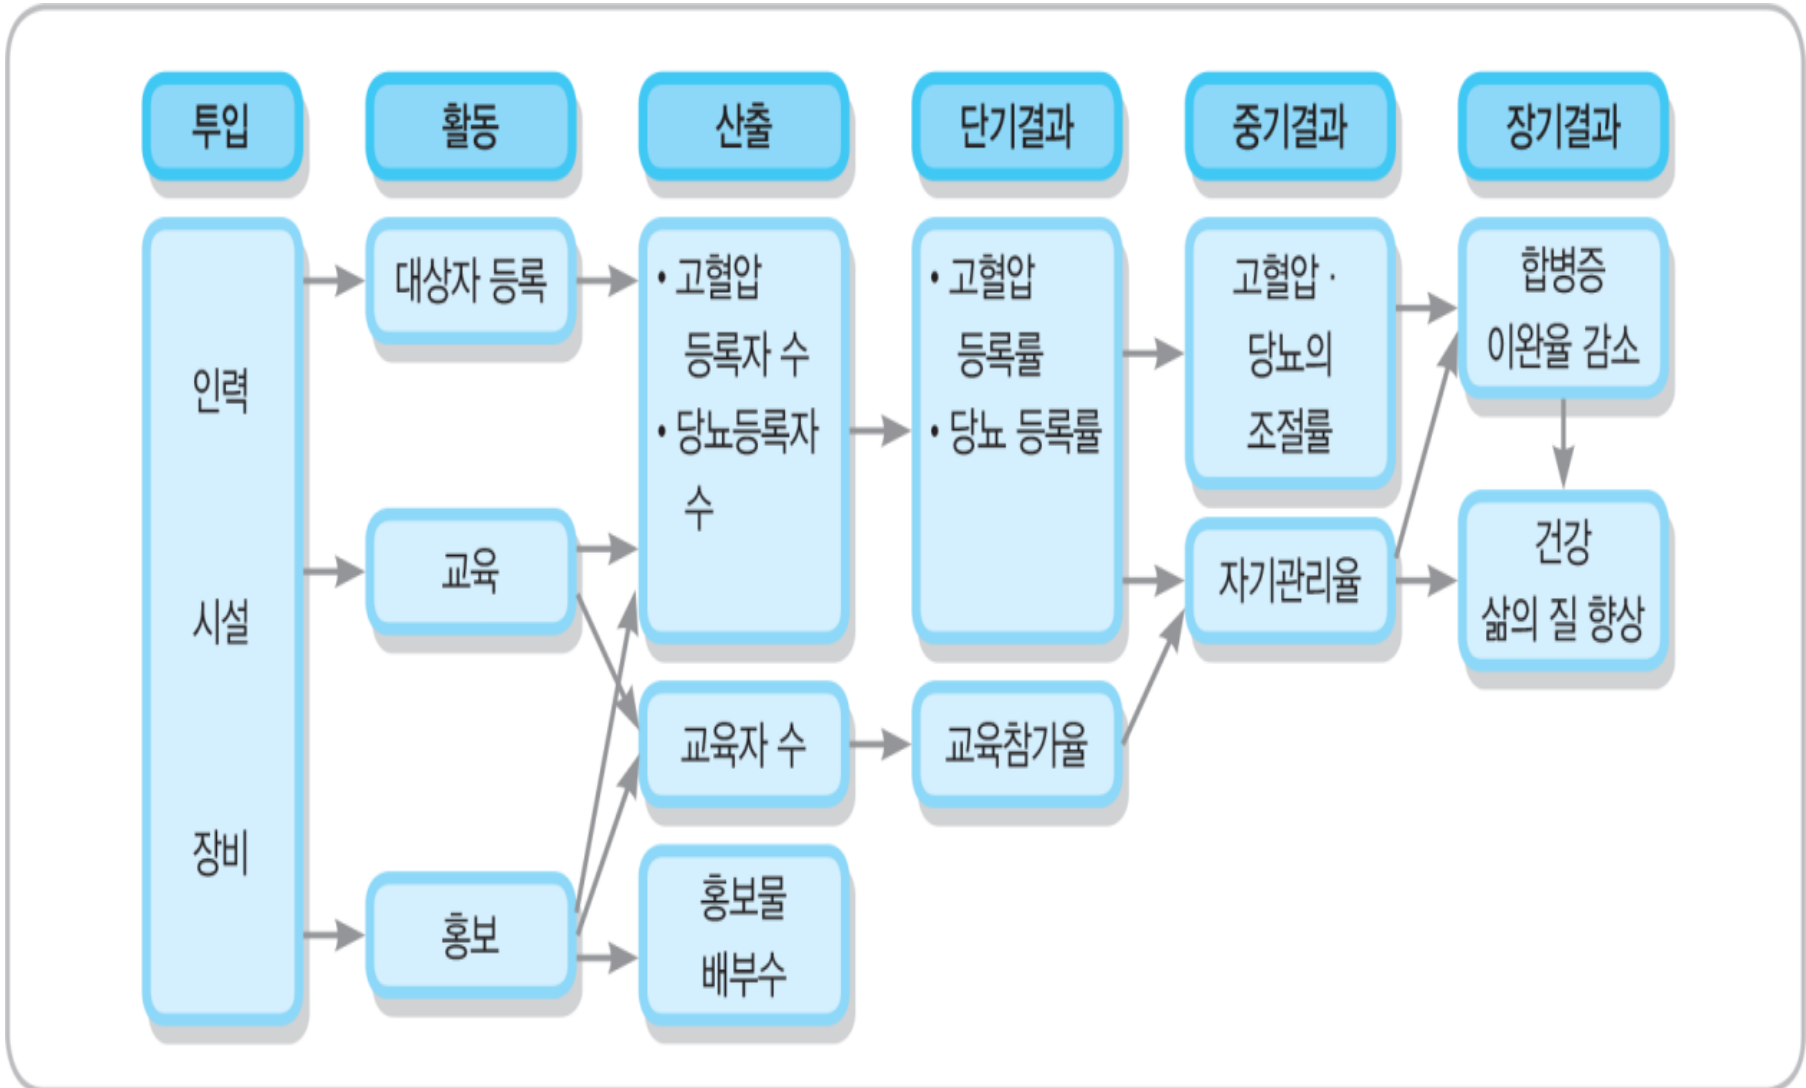 투입
활동
산출
단기결과
중기결과
장기결과
인력
시설
장비
대상자 등록
교육
홍보
• 고혈압
등록자 수
• 당뇨등록자
수
교육자 수
홍보물
배부수
• 고혈압
등록률
• 당뇨 등록률
교육참가율
고혈압 ·
당뇨의
조절률
자기관리율
합병증
이완율 감소
건강
삶의 질 향상